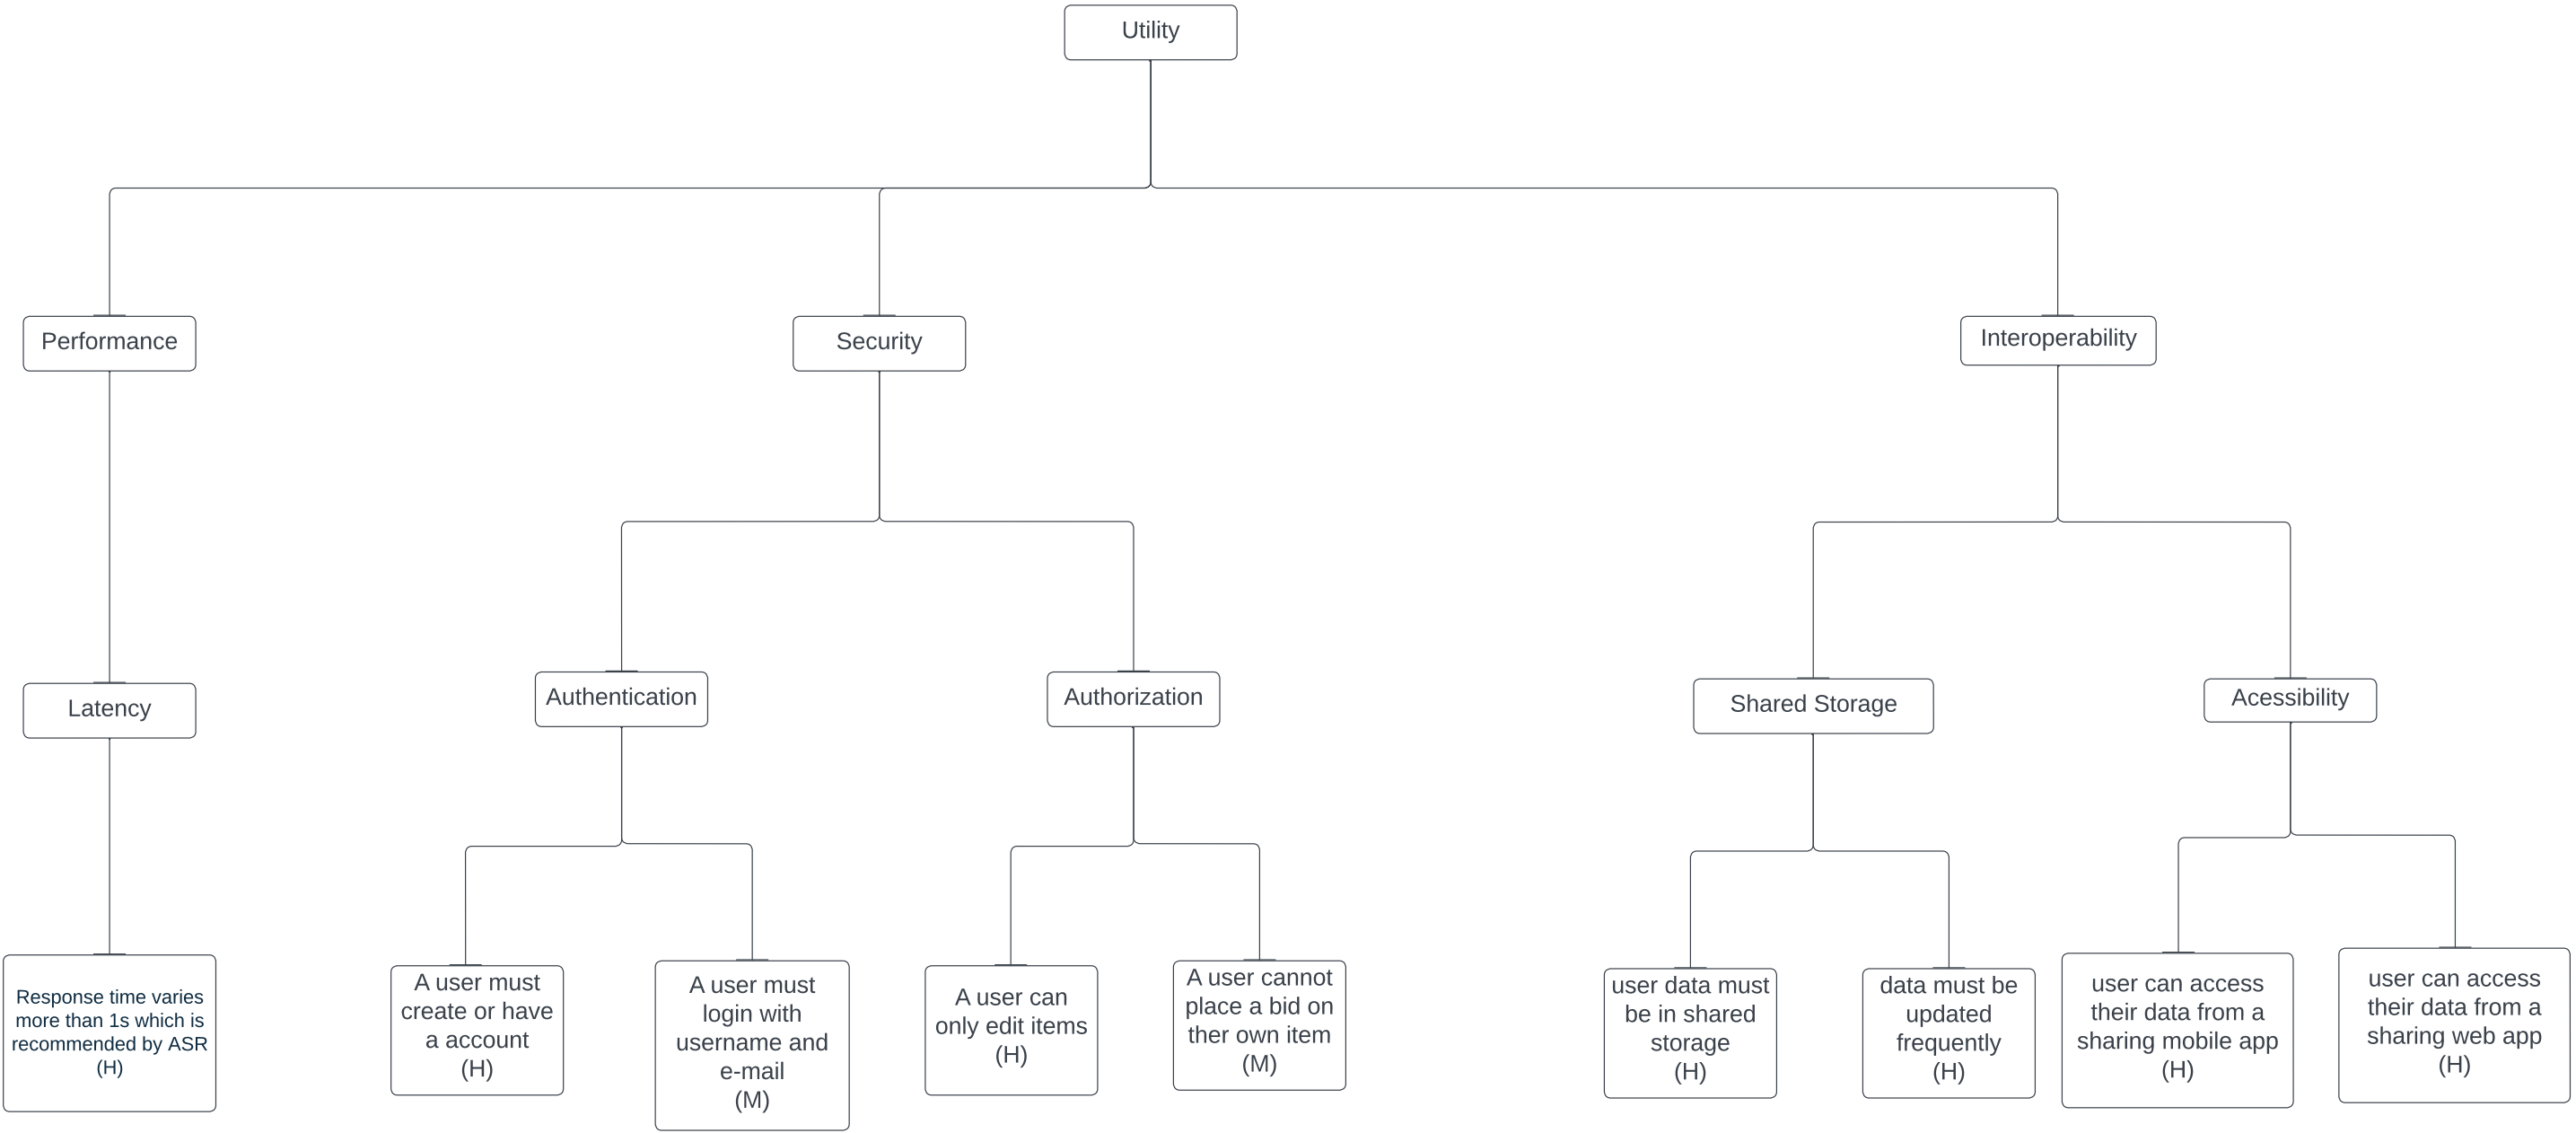 Utility
Performance
Security
Interoperability
Latency
Authentication
Authorization
Shared Storage
Acessibility
Response time varies
more than 1s which is
recommended by ASR
(H)
A user must
create or have
a account
(H)
A user must
login with
username and
e-mail
(M)
A user can
only edit items
(H)
A user cannot
place a bid on
ther own item
(M)
user data must
be in shared
storage
(H)
data must be
updated
frequently
(H)
user can access
their data from a
sharing mobile app
(H)
user can access
their data from a
sharing web app
(H)